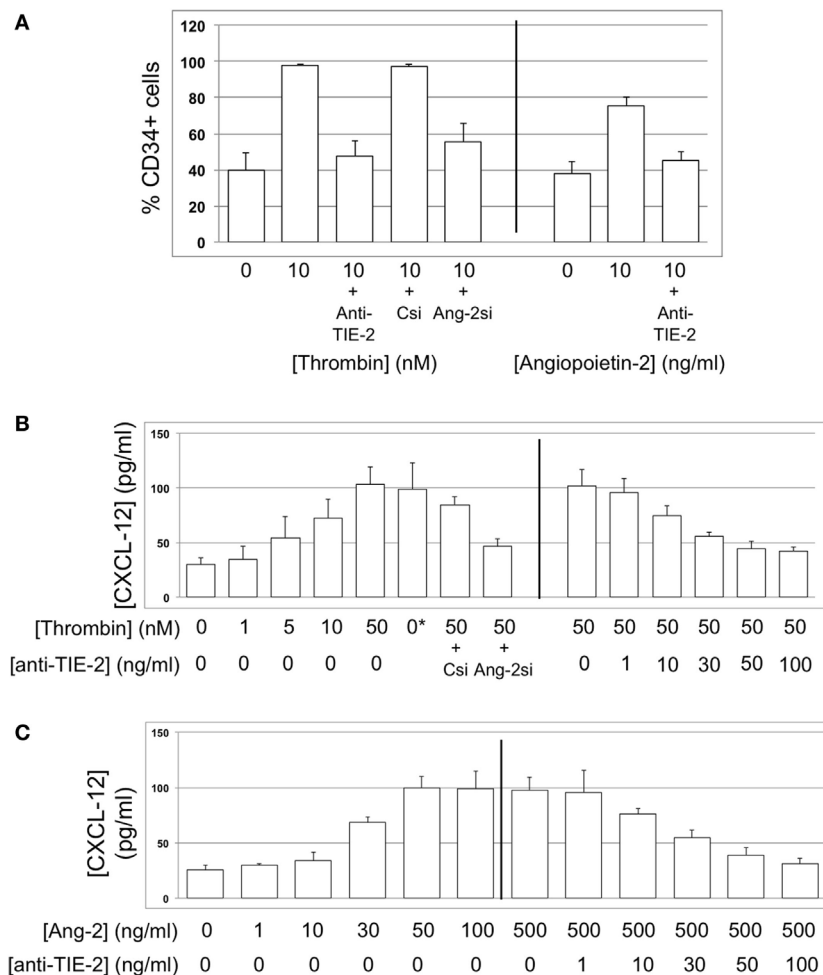 A
120
100
80
60
40
20
0
% CD34+ cells
0 10 10 10 10 0 10 10
+ + + +
Anti- Csi Ang-2si Anti-
TIE-2 TIE-2
[Thrombin] (nM) [Angiopoietin-2] (ng/ml)
B
150
100
50
0
[CXCL-12] (pg/ml)
[Thrombin] (nM) 0 1 5 10 50 0* 50 50 50 50 50 50 50 50
+ +
Csi Ang-2si
[anti-TIE-2] (ng/ml) 0 0 0 0 0 0 1 10 30 50 100
C
150
100
50
0
[CXCL-12]
(pg/ml)
[Ang-2] (ng/ml) 0 1 10 30 50 100 500 500 500 500 500 500
[anti-TIE-2] (ng/ml) 0 0 0 0 0 0 0 1 10 30 50 100